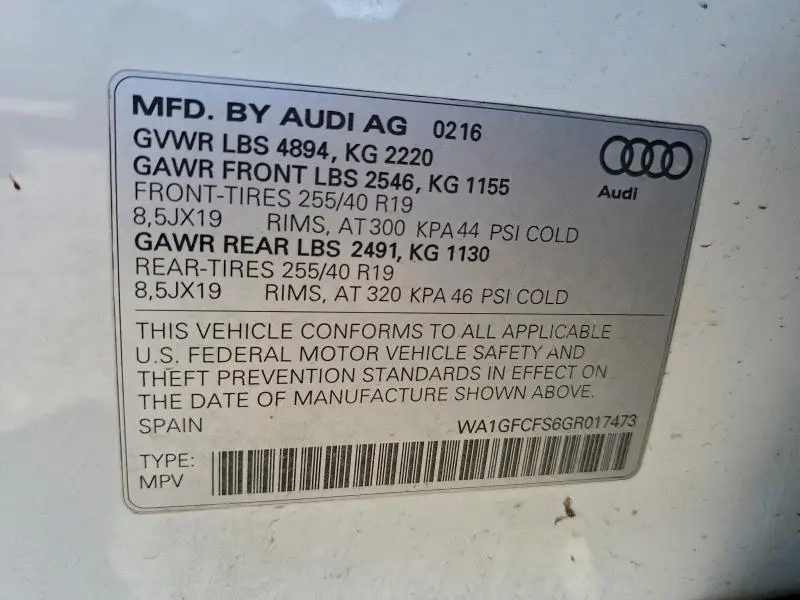 MFD. BY AUDI AG 0216
GVWR LBS 4894, KG 2220
GAWR FRONT LBS 2546, KG 1155
FRONT-TIRES 255/40 R19
8,5JX19 RIMS, AT 300 KPA 44 PSI COLD
GAWR REAR LBS 2491, KG 1130
REAR-TIRES 255/40 R19
8,5JX19 RIMS, AT 320 KPA 46 PSI COLD
Audi
THIS VEHICLE CONFORMS TO ALL APPLICABLE
U.S. FEDERAL MOTOR VEHICLE SAFETY AND
THEFT PREVENTION STANDARDS IN EFFECT ON
THE DATE OF MANUFACTURE SHOWN ABOVE.
SPAIN WA1GFCFS6GR017473
TYPE:
MPV